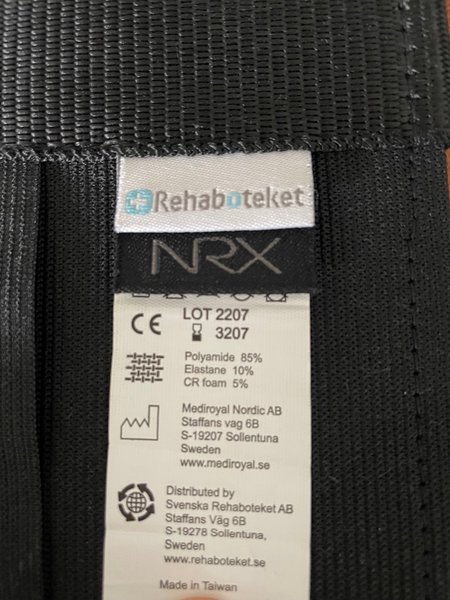 Rehaboteket
NRX
CE LOT 2207
3207
Polyamide 85%
Elastane 10%
CR foam 5%
Mediroyal Nordic AB
Staffans vag 6B
S-19207 Sollentuna
Sweden
www.mediroyal.se
Distributed by
Svenska Rehaboteket AB
Staffans Väg 6B
S-19278 Sollensuna,
Sweden
www.rehaboteket.se
Made in Taiwan